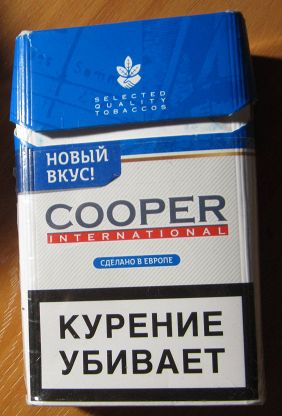 SELECTED
QUALITY
TOBACCOS
НОВЫЙ
ВКУС!
COOPER
INTERNATIONAL
СДЕЛАНО В ЕВРОПЕ
КУРЕНИЕ
УБИВАЕТ